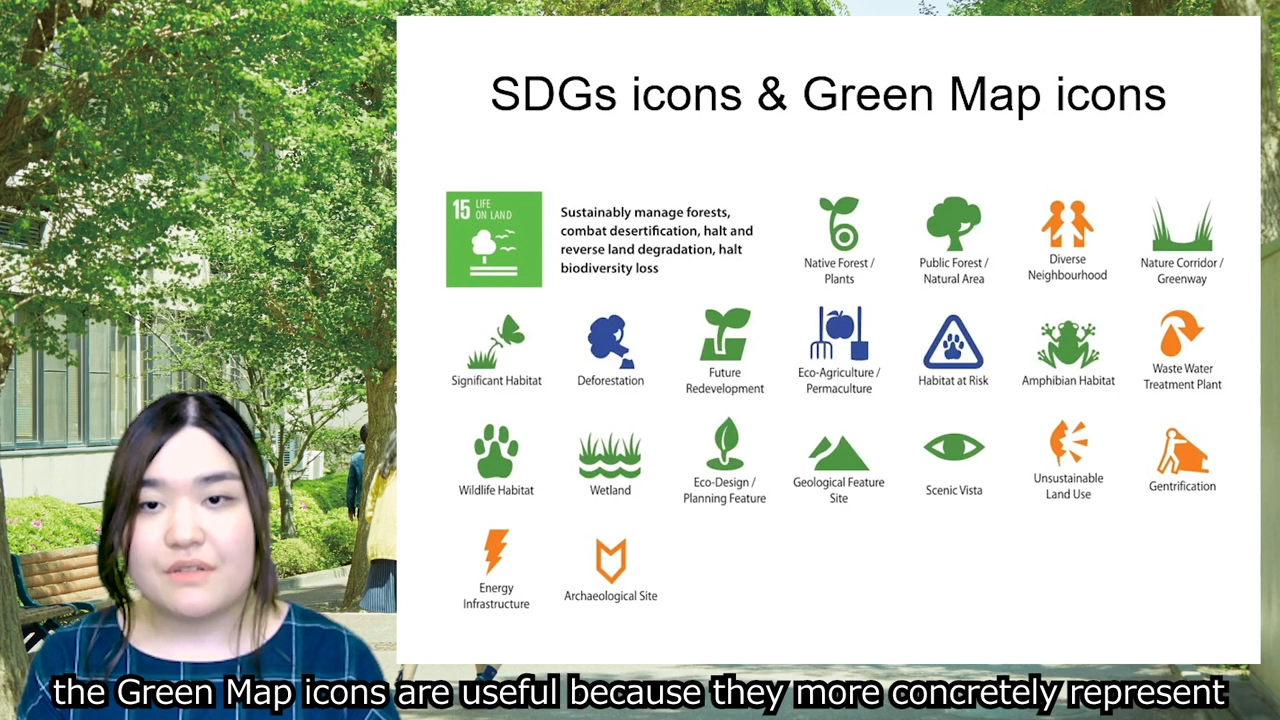 SDGs icons & Green Map icons
15 LIFE
ON LAND
Sustainably manage forests,
combat desertification, halt and
reverse land degradation, halt
biodiversity loss
Native Forest /
Plants
Public Forest /
Natural Area
Diverse
Neighbourhood
Nature Corridor /
Greenway
Significant Habitat
Deforestation
Future
Redevelopment
Eco-Agriculture /
Permaculture
Habitat at Risk
Amphibian Habitat
Waste Water
Treatment Plant
Wildlife Habitat
Wetland
Eco-Design /
Planning Feature
Geological Feature
Site
Scenic Vista
Unsustainable
Land Use
Gentrification
Energy
Infrastructure
Archaeological Site
the Green Map icons are useful because they more concretely represent